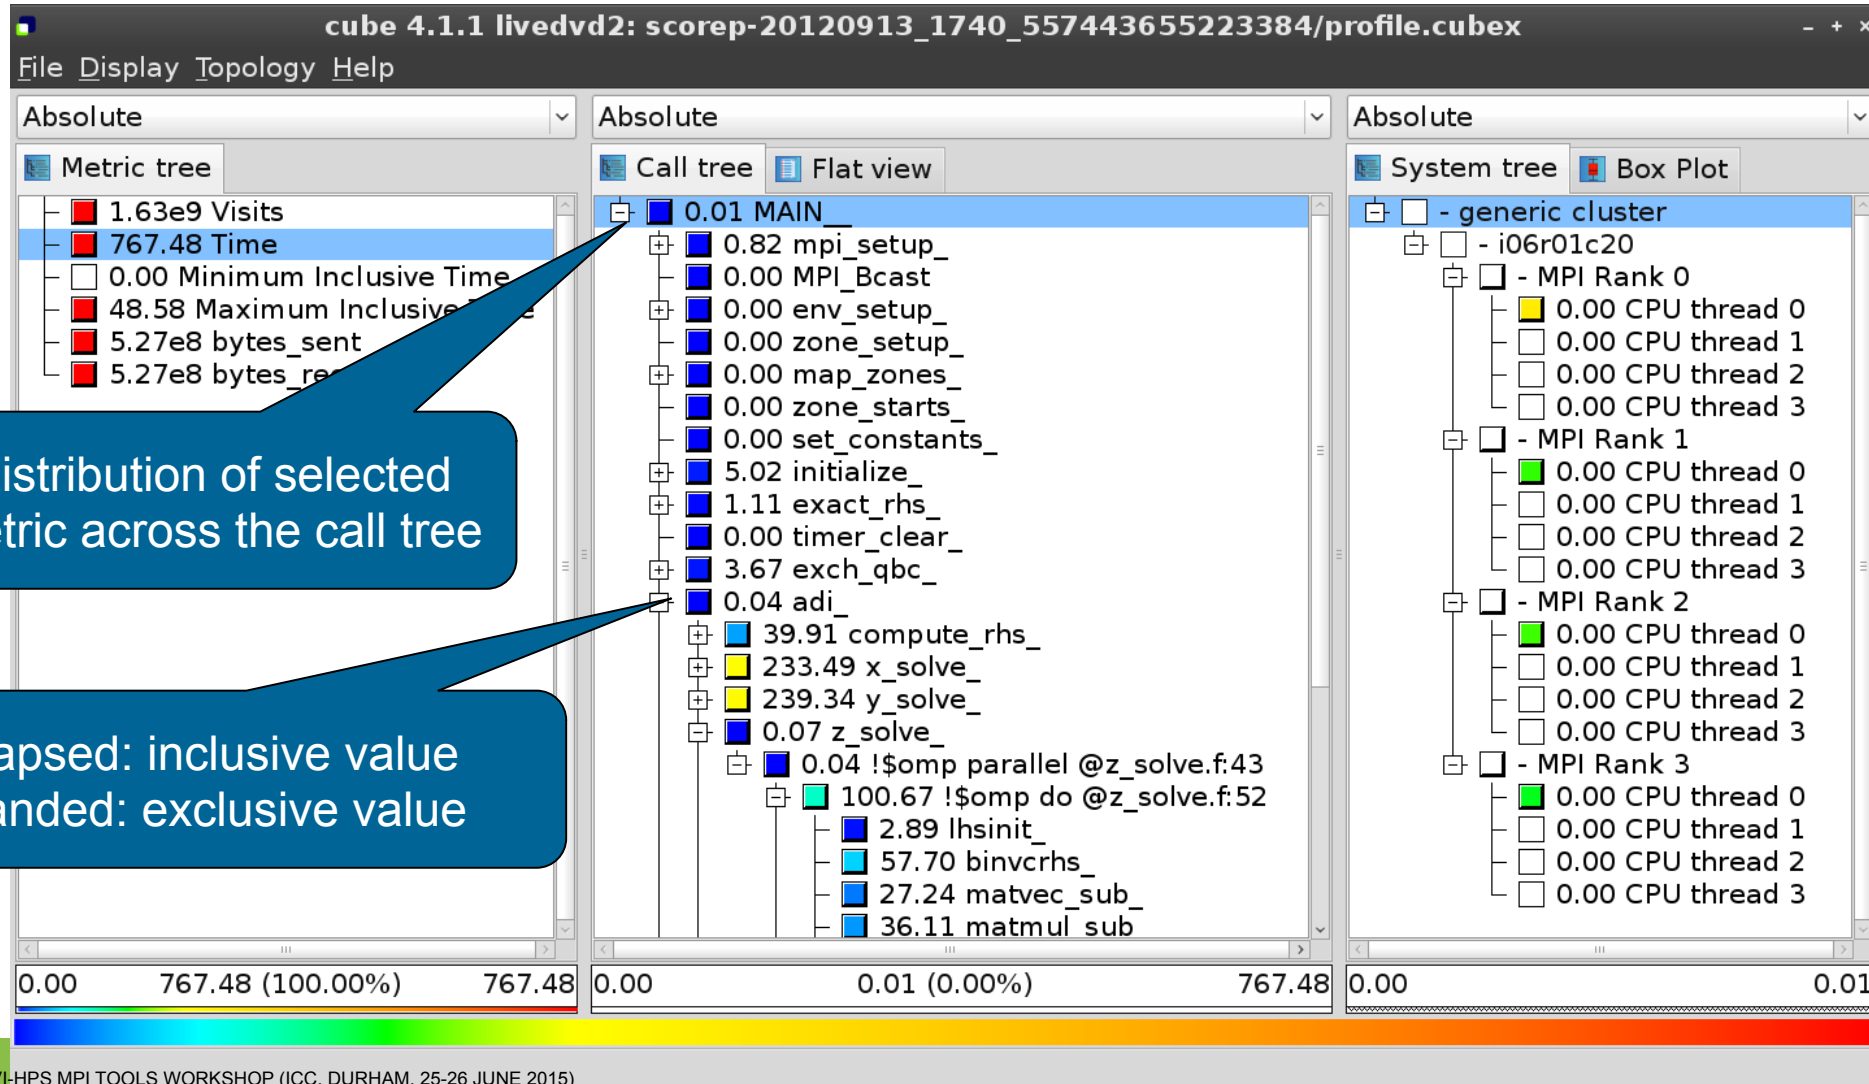 cube 4.1.1 livedvd2: scorep-20120913_1740_557443655223384/profile.cubex
File Display Topology Help
Absolute
Metric tree
1.63e9 Visits
767.48 Time
0.00 Minimum Inclusive Time
48.58 Maximum Inclusive
5.27e8 bytes_sent
5.27e8
0.00 767.48 (100.00%) 767.48
Absolute
Call tree Flat view
0.01 MAIN__
0.82 mpi_setup_
0.00 MPI_Bcast
0.00 env_setup_
0.00 zone_setup_
0.00 map_zones_
0.00 zone_starts_
0.00 set_constants_
5.02 initialize_
1.11 exact_rhs_
0.00 timer_clear_
3.67 exch_qbc_
0.04 adi_
39.91 compute_rhs_
233.49 x_solve_
239.34 y_solve_
0.07 z_solve_
0.04 !$omp parallel @z_solve.f:43
100.67 !$omp do @z_solve.f:52
2.89 lhsinit_
57.70 binvcrhs_
27.24 matvec_sub_
36.11 matmul_sub
0.00 0.01 (0.00%) 767.48
Absolute
System tree Box Plot
- generic cluster
- i06r01c20
- MPI Rank 0
0.00 CPU thread 0
0.00 CPU thread 1
0.00 CPU thread 2
0.00 CPU thread 3
- MPI Rank 1
0.00 CPU thread 0
0.00 CPU thread 1
0.00 CPU thread 2
0.00 CPU thread 3
- MPI Rank 2
0.00 CPU thread 0
0.00 CPU thread 1
0.00 CPU thread 2
0.00 CPU thread 3
- MPI Rank 3
0.00 CPU thread 0
0.00 CPU thread 1
0.00 CPU thread 2
0.00 CPU thread 3
0.00 0.01
istribution of selected
etric across the call tree
apsed: inclusive value
anded: exclusive value
I-HPS MPI TOOLS WORKSHOP (ICC, DURHAM, 25-26 JUNE 2015)